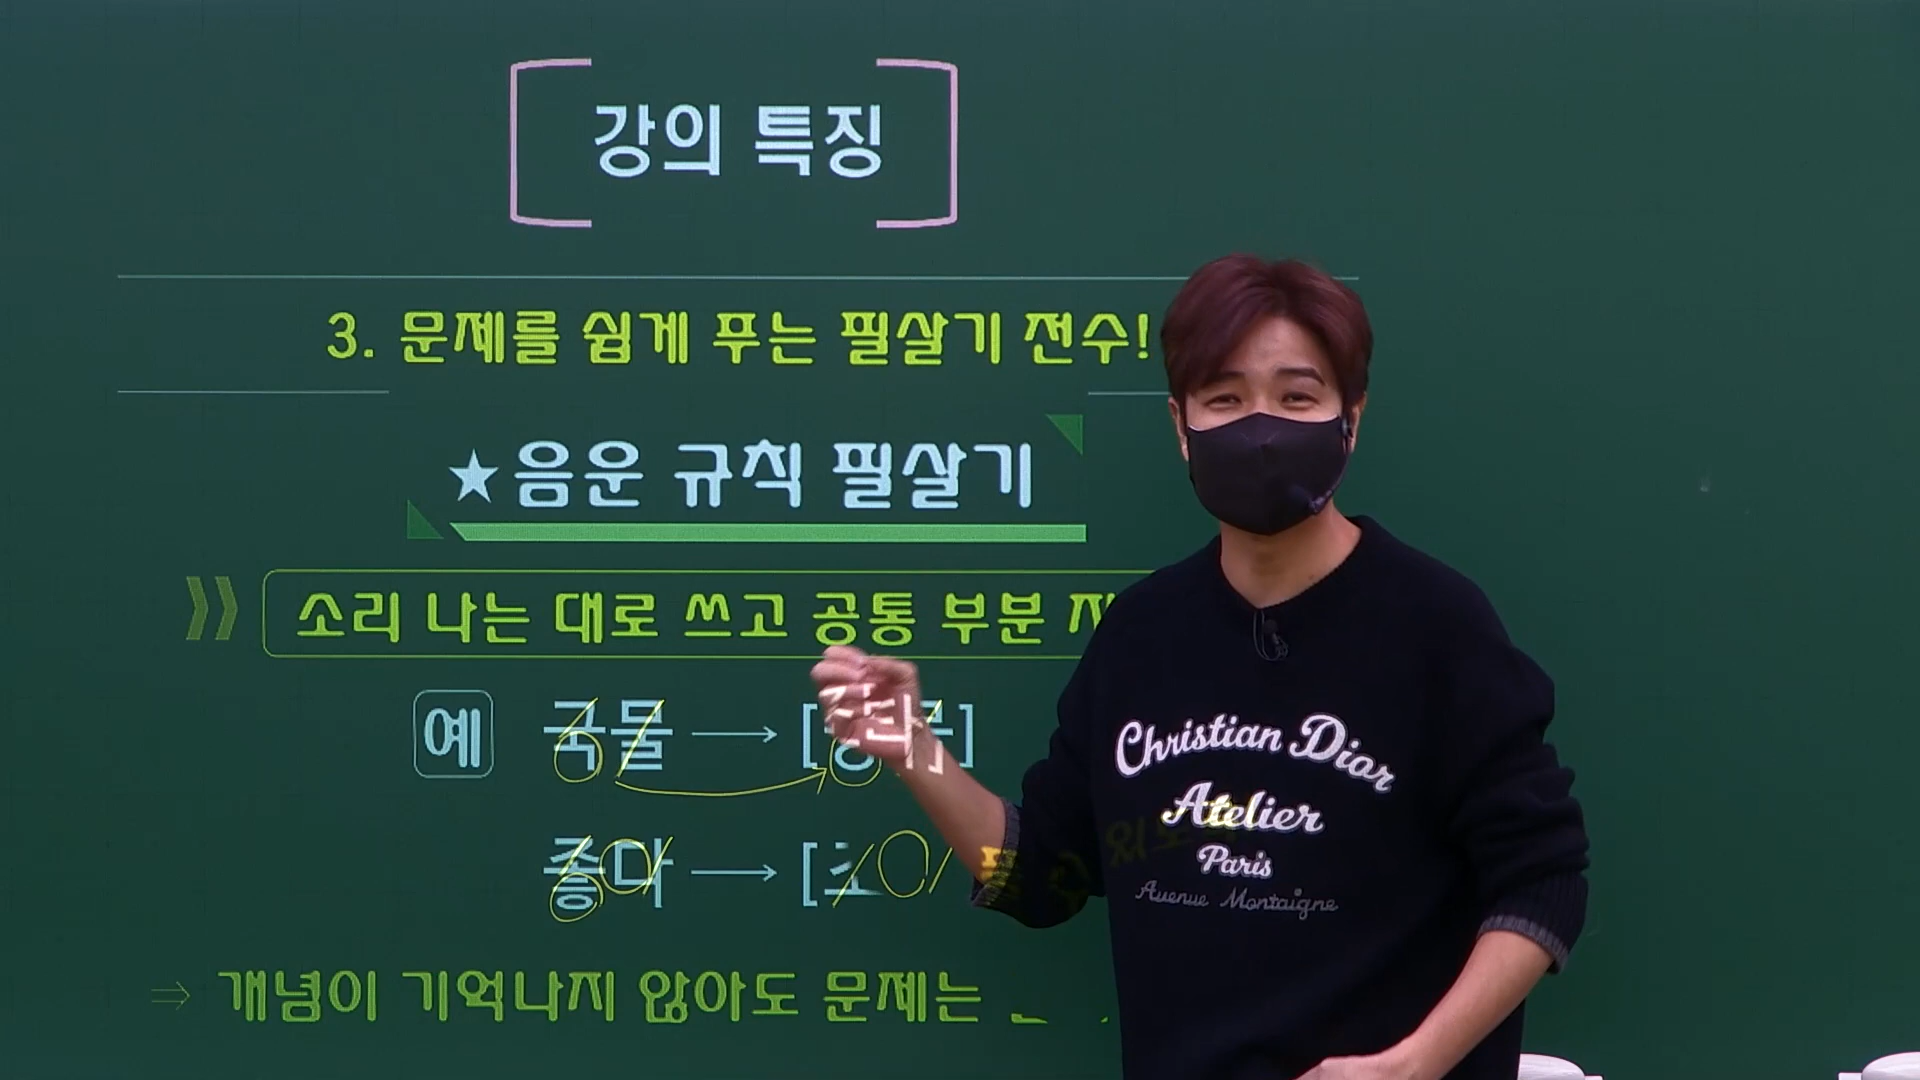 강의 특징
3. 문제를 쉽게 푸는 필살기 전수!
★음운 규칙 필살기
소리 나는 대로 쓰고 공통 부분
예 국물 → [
좋다 → [조
⇒ 개념이 기억나지 않아도 문제는
Christian Dior
Atelier
Paris
Avenue Montaigne